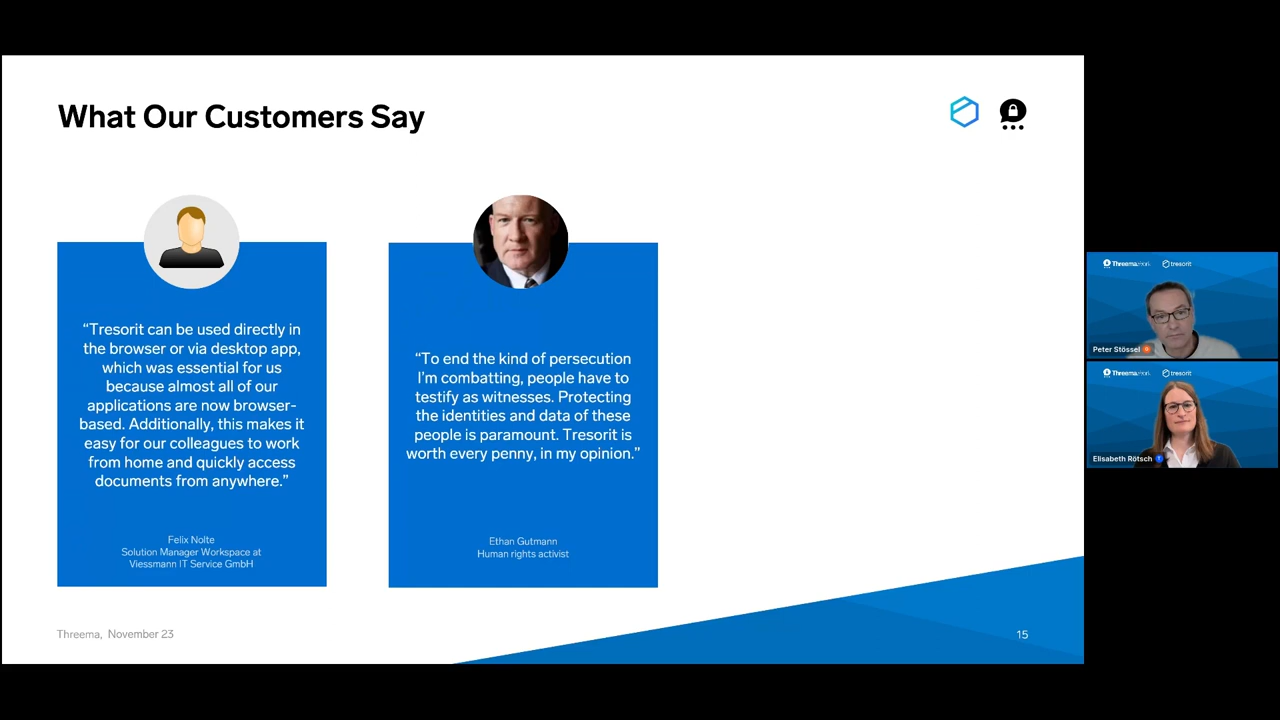 What Our Customers Say
“Tresorit can be used directly in
the browser or via desktop app,
which was essential for us
because almost all of our
applications are now browser-
based. Additionally, this makes it
easy for our colleagues to work
from home and quickly access
documents from anywhere.”
Felix Nolte
Solution Manager Workspace at
Viessmann IT Service GmbH
“To end the kind of persecution
I’m combatting, people have to
testify as witnesses. Protecting
the identities and data of these
people is paramount. Tresorit is
worth every penny, in my opinion.”
Ethan Gutmann
Human rights activist
Threema, November 23
15
Threema.Work tresorit
Peter Stössel
Threema.Work tresorit
Elisabeth Rötsch